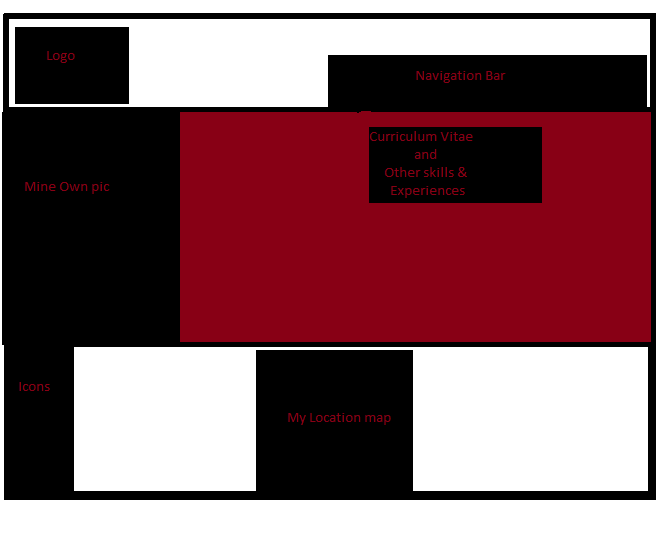 Logo
Navigation Bar
Curriculum Vitae
and
Other skills &
Experiences
Mine Own pic
Icons
My Location map